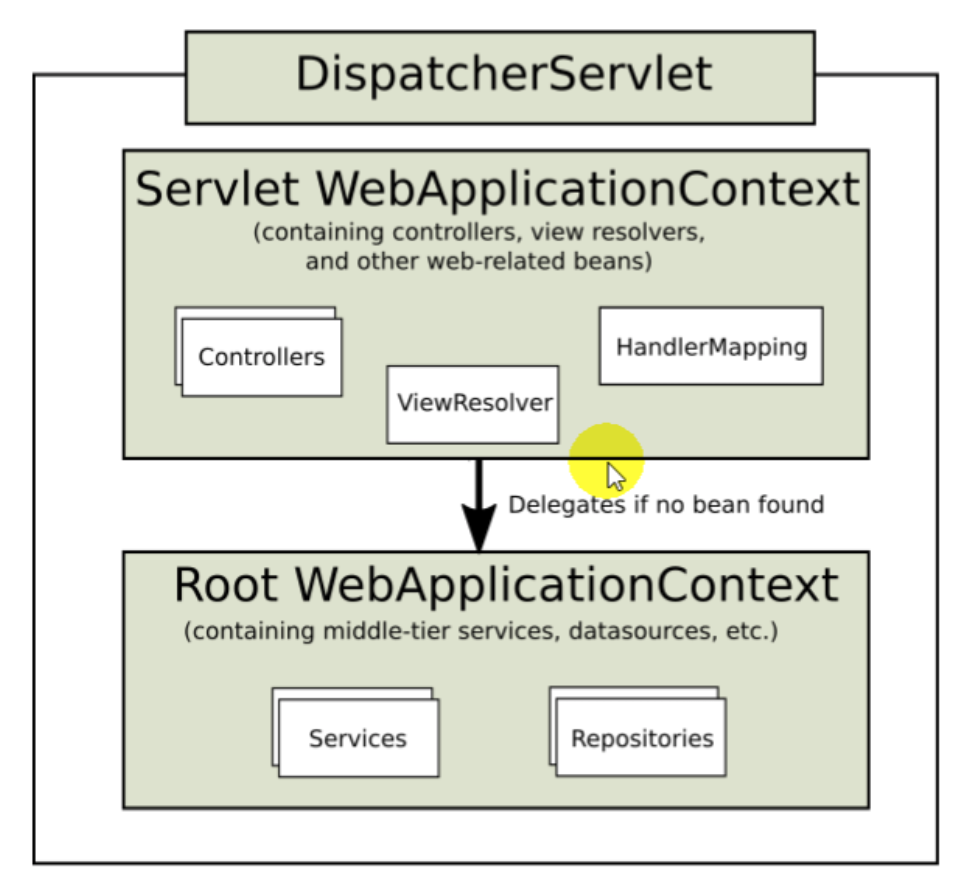 DispatcherServlet
Servlet WebApplicationContext
(containing controllers, view resolvers,
and other web-related beans)
Controllers
HandlerMapping
ViewResolver
Delegates if no bean found
Root WebApplicationContext
(containing middle-tier services, datasources, etc.)
Services
Repositories